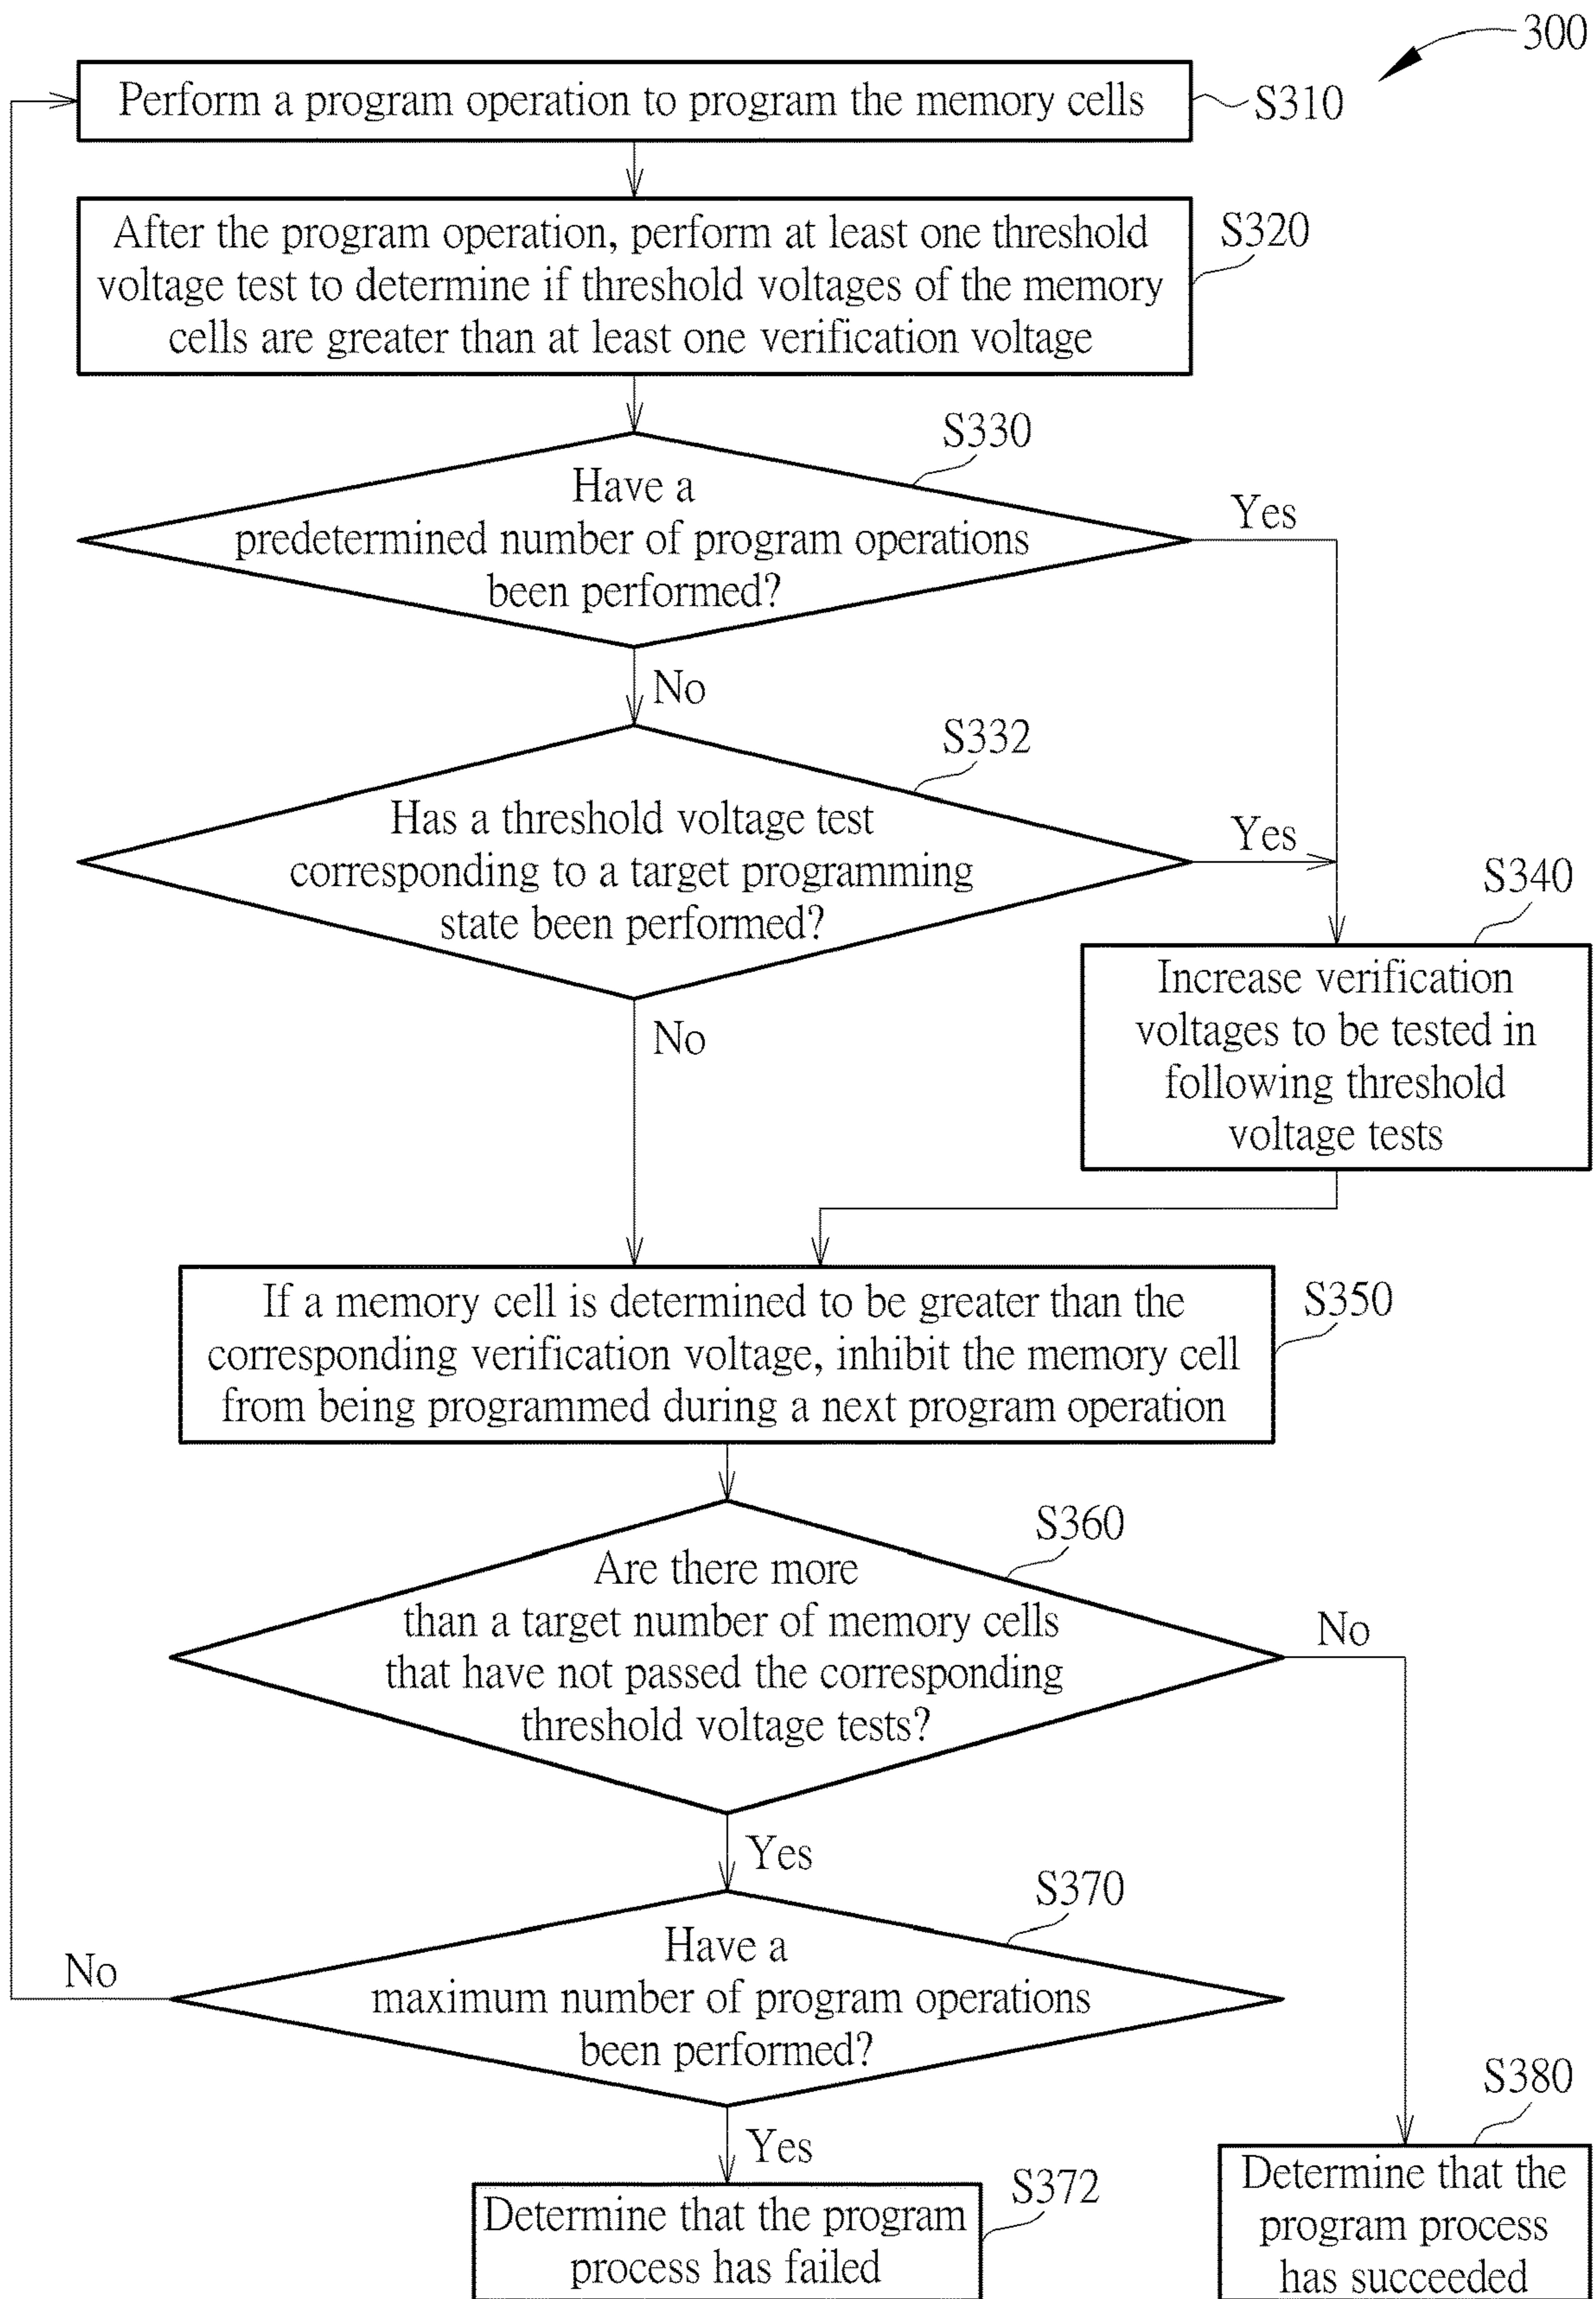 300
Perform a program operation to program the memory cells
S310
After the program operation, perform at least one threshold
voltage test to determine if threshold voltages of the memory
cells are greater than at least one verification voltage
S320
S330
Have a
predetermined number of program operations
been performed?
Yes
No
S332
Has a threshold voltage test
corresponding to a target programming
state been performed?
Yes
No
S340
Increase verification
voltages to be tested in
following threshold
voltage tests
If a memory cell is determined to be greater than the
corresponding verification voltage, inhibit the memory cell
from being programmed during a next program operation
S350
S360
Are there more
than a target number of memory cells
that have not passed the corresponding
threshold voltage tests?
No
Yes
S370
Have a
maximum number of program operations
been performed?
No
Yes
S372
Determine that the program
process has failed
S380
Determine that the
program process
has succeeded